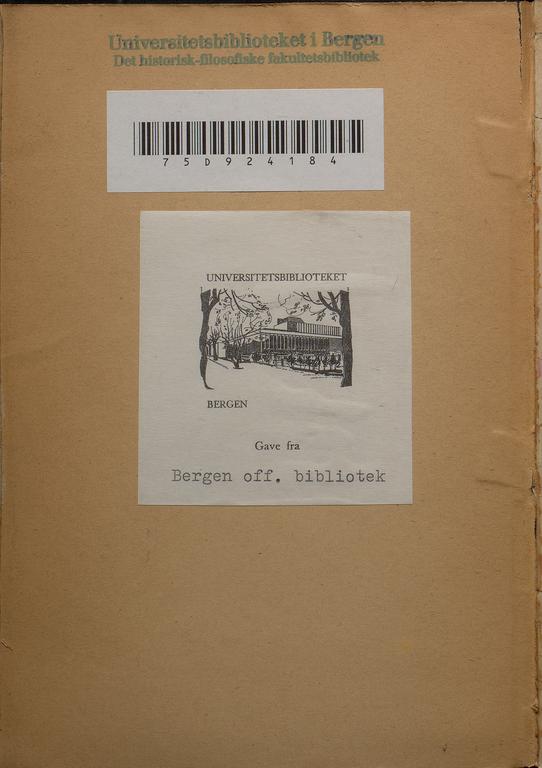 Universitetsbiblioteket i Bergen
Det historisk-filosofiske fakultetsbibliotek
75D924184
UNIVERSITETSBIBLIOTEKET
BERGEN
Gave fra
Bergen off. bibliotek